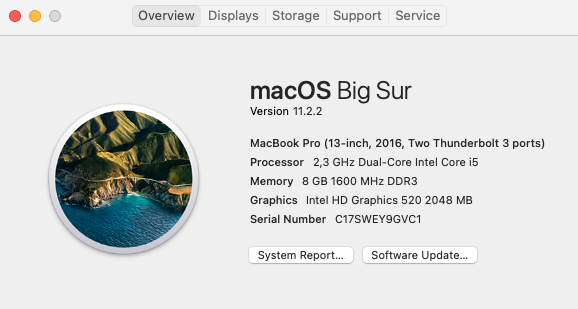 Overview Displays Storage Support Service
macOS Big Sur
Version 11.2.2
MacBook Pro (13-inch, 2016, Two Thunderbolt 3 ports)
Processor 2,3 GHz Dual-Core Intel Core i5
Memory 8 GB 1600 MHz DDR3
Graphics Intel HD Graphics 520 2048 MB
Serial Number C17SWEY9GVC1
System Report... Software Update...